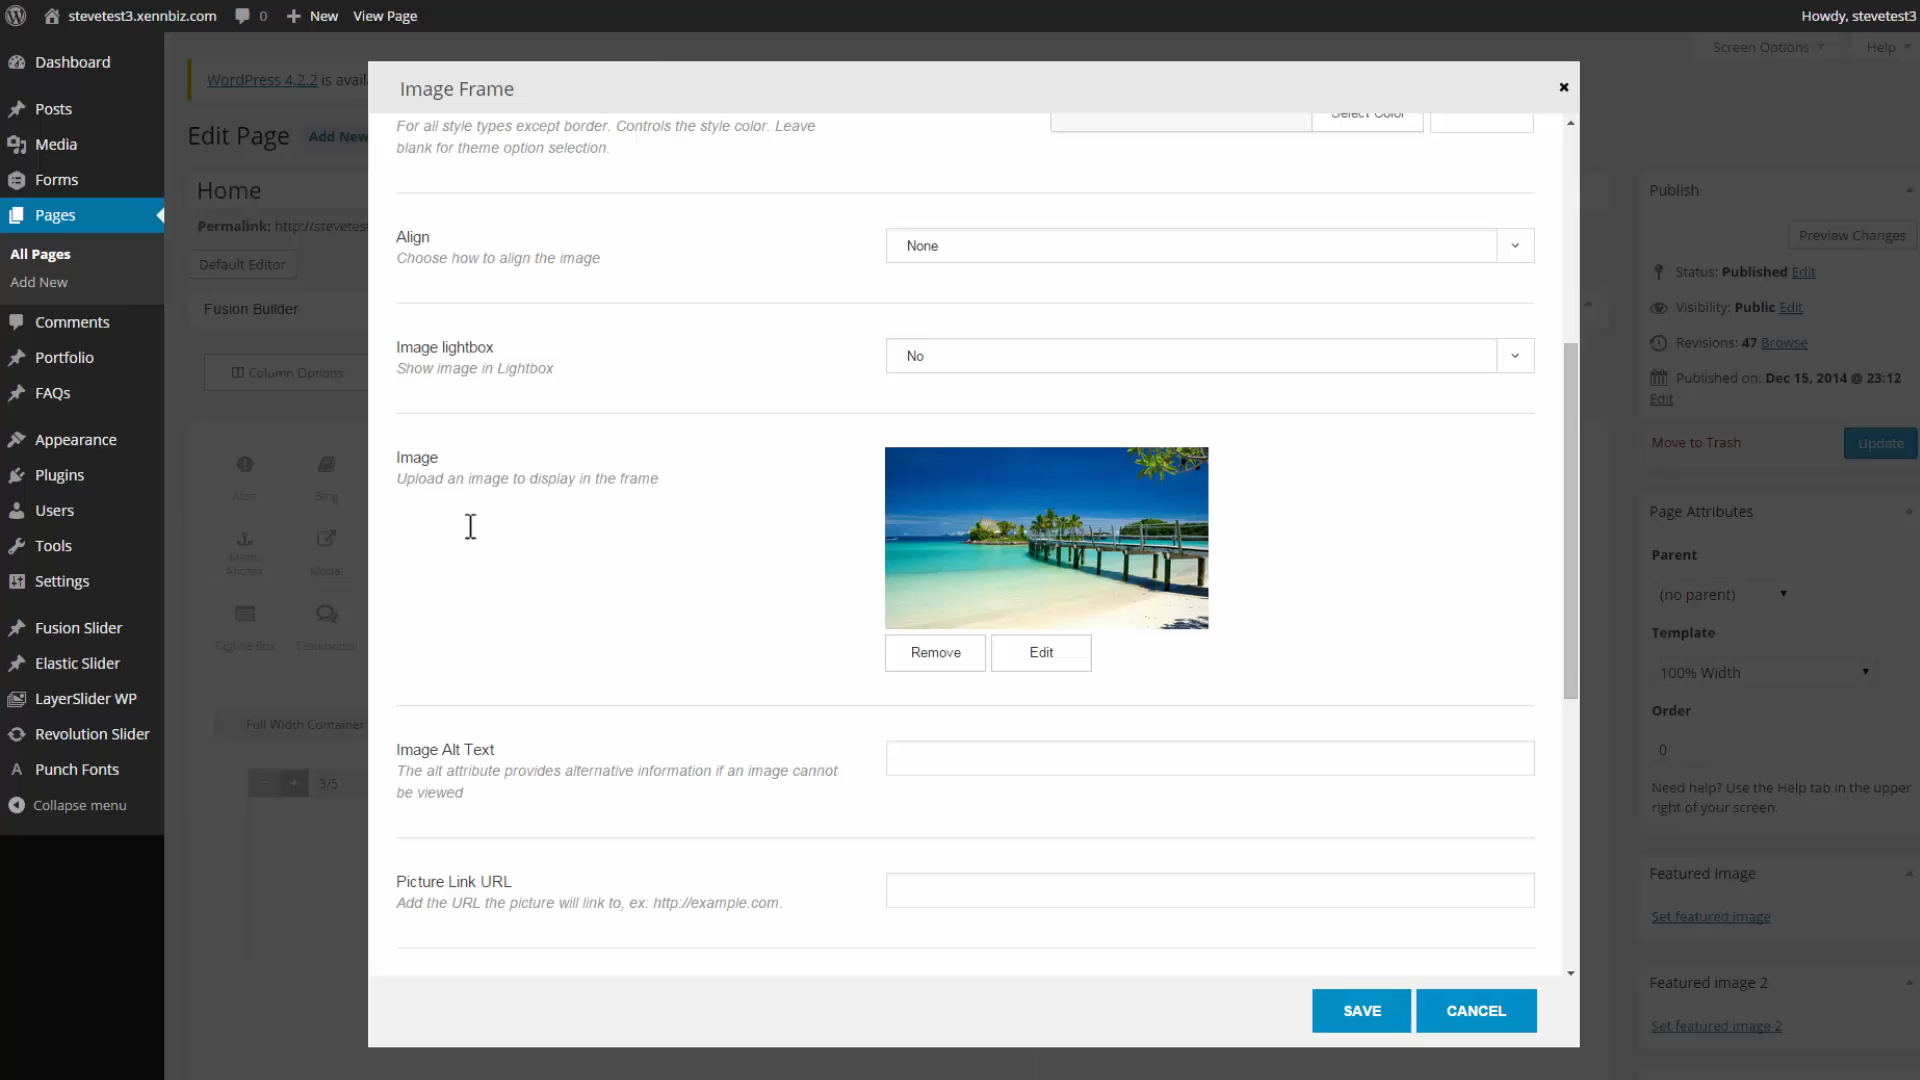 stevetest3.xennbiz.com 0 New View Page Howdy, stevetest3
Screen Options Help
Dashboard
Posts
Media
Forms
Pages
All Pages
Add New
Comments
Portfolio
FAQs
Appearance
Plugins
Users
Tools
Settings
Fusion Slider
Elastic Slider
LayerSlider WP
Revolution Slider
Punch Fonts
Collapse menu
WordPress 4.2.2 is avail
Edit Page Add New
Home
Permalink: http://stevetest
Default Editor
Fusion Builder
Column Options
Alert Blog
Menu Anchor Modal
Tagline Box Testimonial
Full Width Container
- + 3/5
Image Frame
For all style types except border. Controls the style color. Leave
blank for theme option selection.
Select Color
Align
Choose how to align the image
None
Image lightbox
Show image in Lightbox
No
Image
Upload an image to display in the frame
Remove Edit
Image Alt Text
The alt attribute provides alternative information if an image cannot
be viewed
Picture Link URL
Add the URL the picture will link to, ex: http://example.com.
SAVE CANCEL
Publish
Preview Changes
Status: Published Edit
Visibility: Public Edit
Revisions: 47 Browse
Published on: Dec 15, 2014 @ 23:12
Edit
Move to Trash Update
Page Attributes
Parent
(no parent)
Template
100% Width
Order
0
Need help? Use the Help tab in the upper
right of your screen.
Featured Image
Set featured image
Featured image 2
Set featured image 2